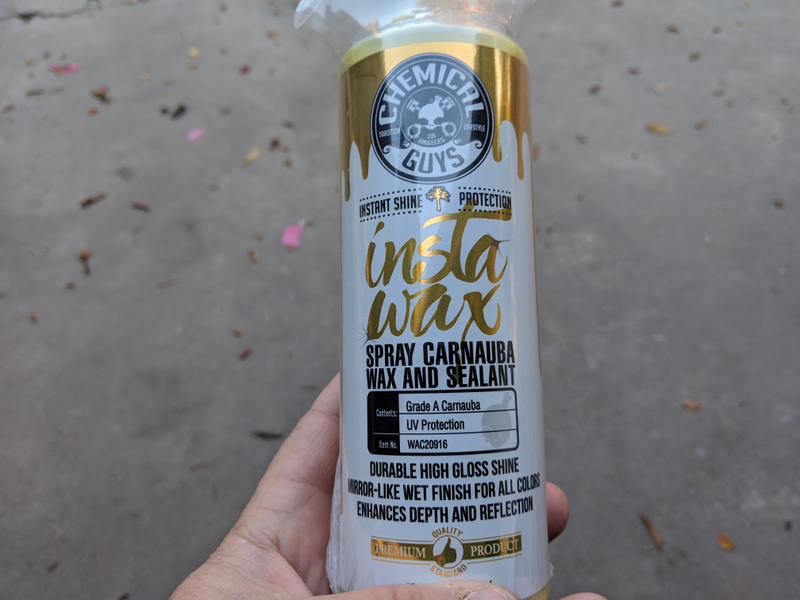 CHEMICAL
TRADITION
LIFESTYLE
LOS
ANGELES
GUYS
INSTANT SHINE PROTECTION
insta
wax
SPRAY CARNAUBA
WAX AND SEALANT
Contents: Grade A Carnauba
UV Protection
Item No. WAC20916
DURABLE HIGH GLOSS SHINE
MIRROR-LIKE WET FINISH FOR ALL COLORS
ENHANCES DEPTH AND REFLECTION
QUALITY
PREMIUM PRODUCT
STANDARD